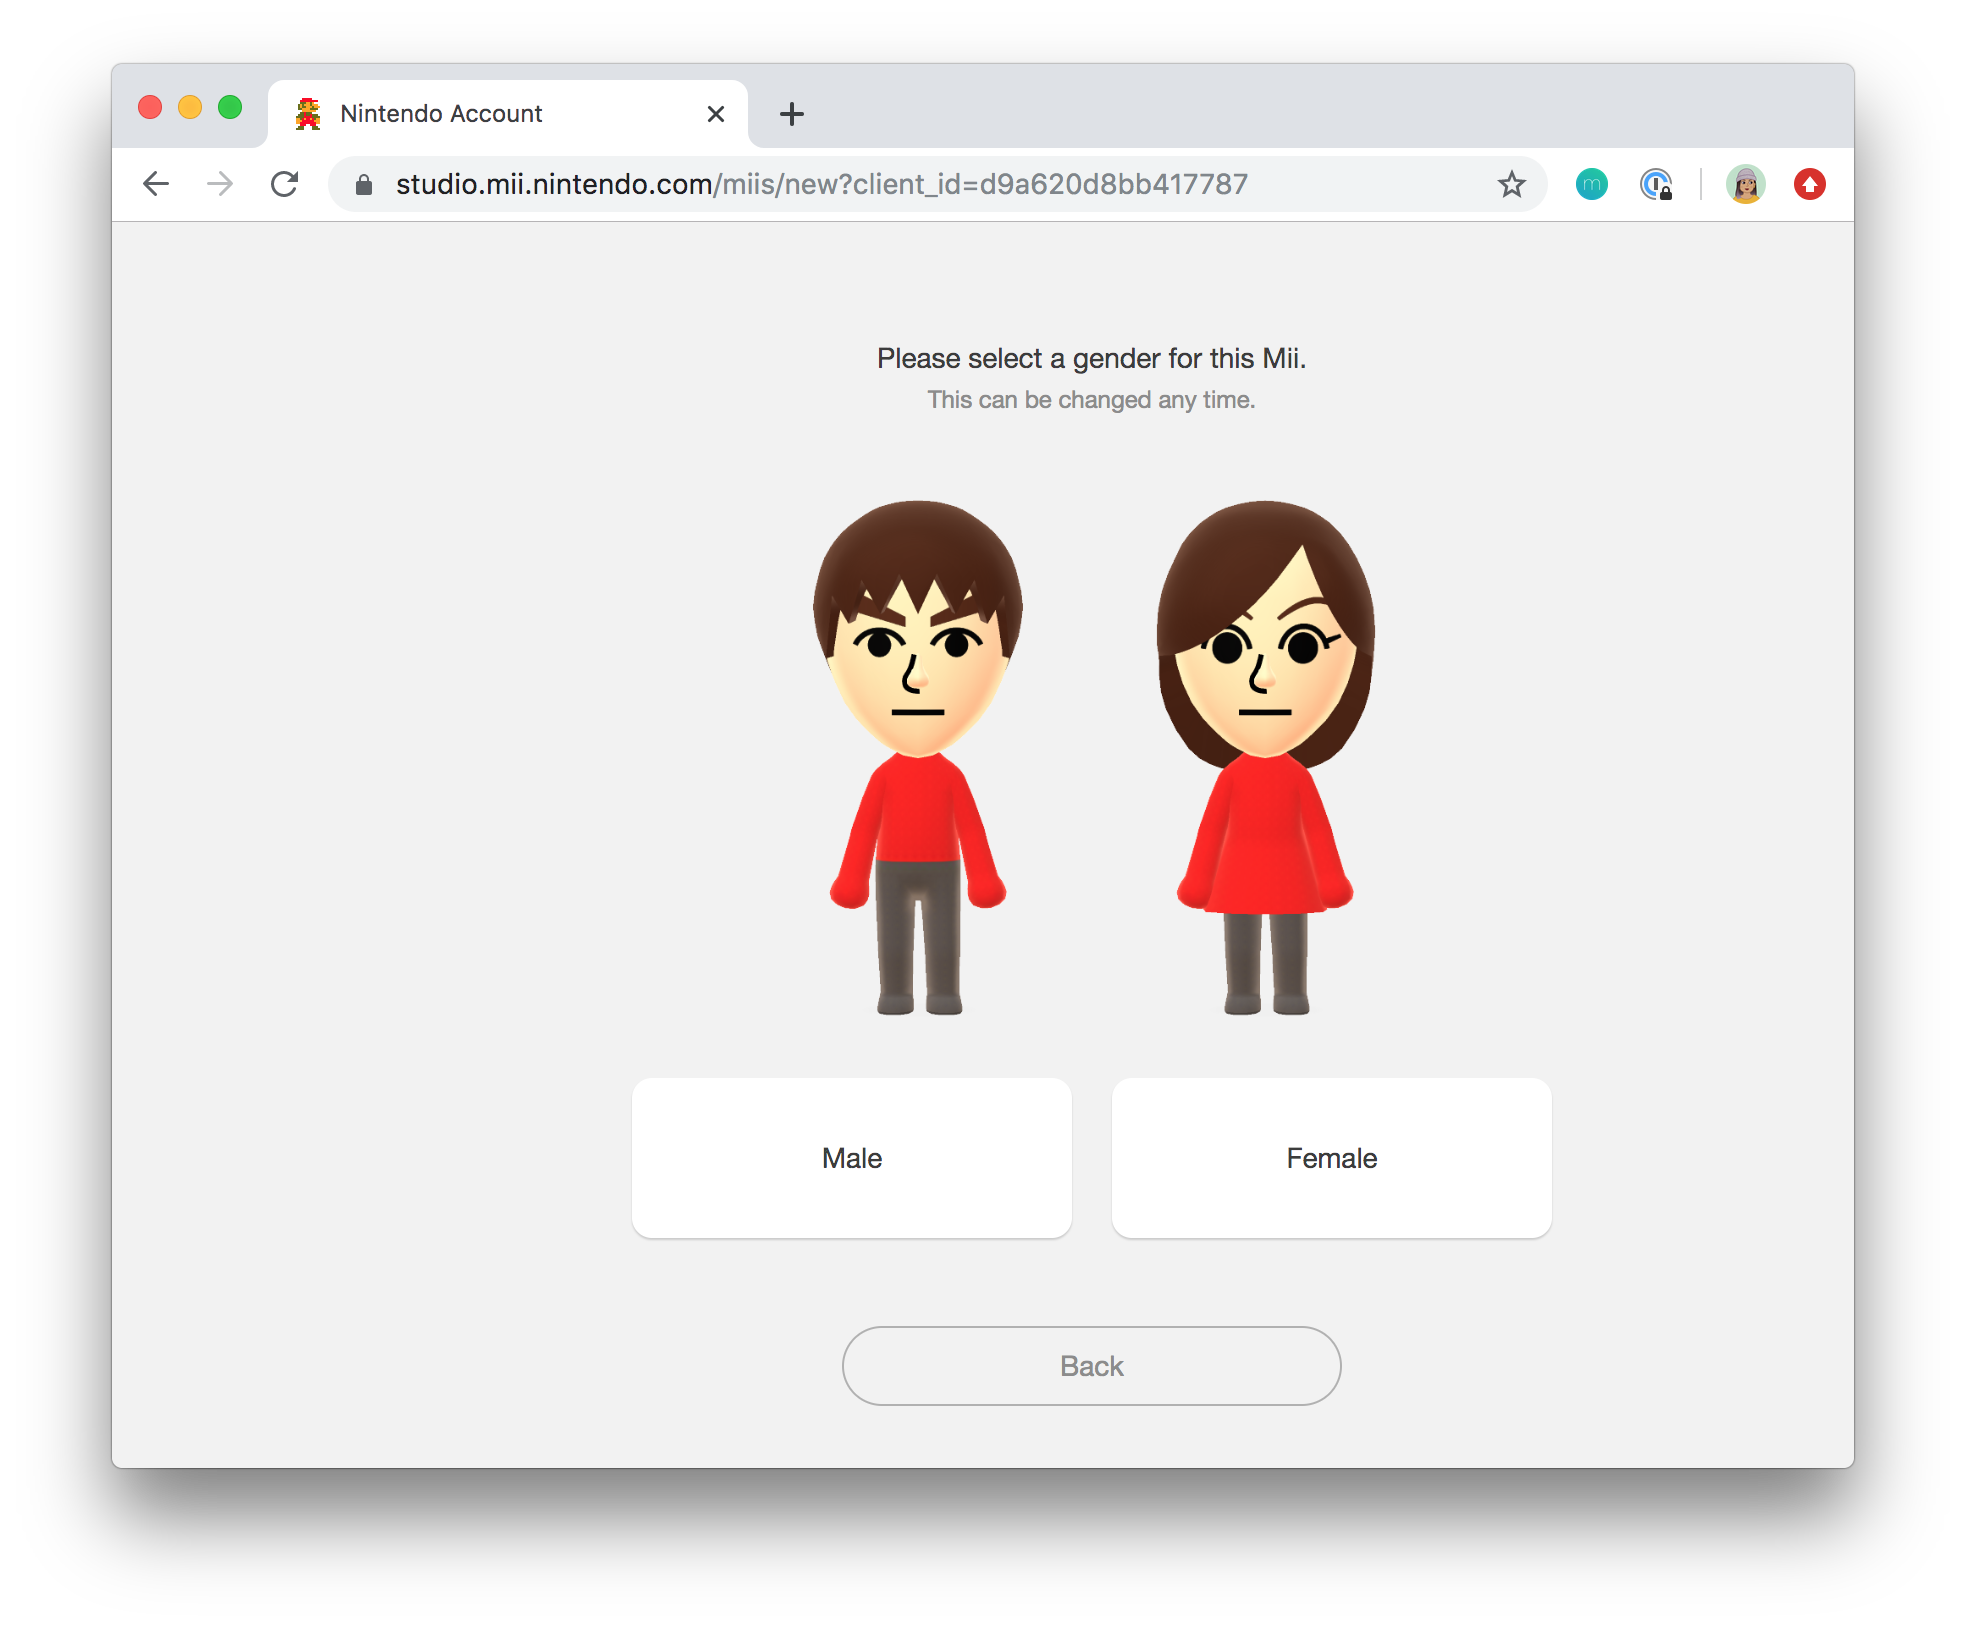 Nintendo Account
studio.mii.nintendo.com/miis/new?client_id=d9a620d8bb417787
m
Please select a gender for this Mii.
This can be changed any time.
Male
Female
Back